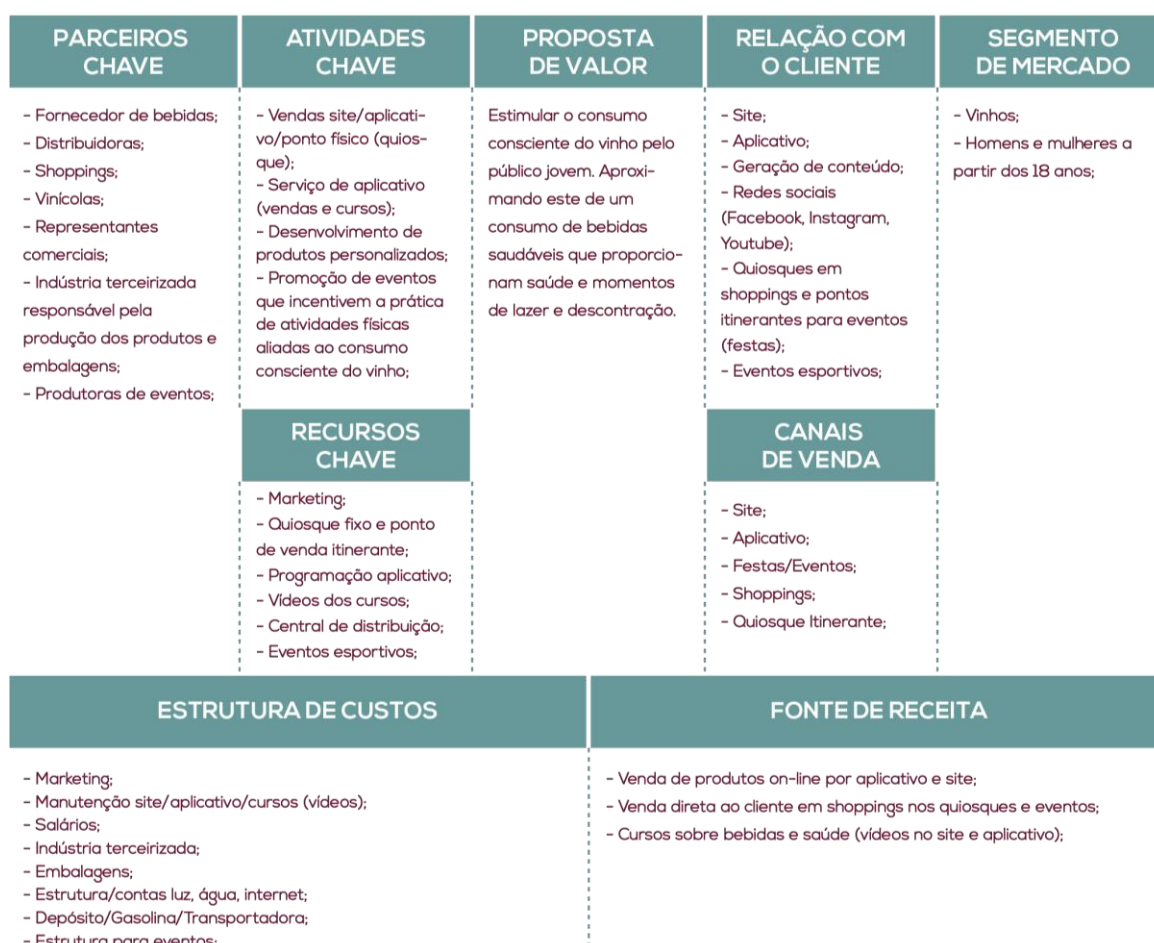 PARCEIROS
CHAVE
- Fornecedor de bebidas;
- Distribuidoras;
- Shoppings;
- Vinícolas;
- Representantes
comerciais;
- Indústria terceirizada
responsável pela
produção dos produtos e
embalagens;
- Produtoras de eventos;
ATIVIDADES
CHAVE
- Vendas site/aplicati-
vo/ponto físico (quios-
que);
- Serviço de aplicativo
(vendas e cursos);
- Desenvolvimento de
produtos personalizados;
- Promoção de eventos
que incentivem a prática
de atividades físicas
aliadas ao consumo
consciente do vinho;
RECURSOS
CHAVE
- Marketing;
- Quiosque fixo e ponto
de venda itinerante;
- Programação aplicativo;
- Vídeos dos cursos;
- Central de distribuição;
- Eventos esportivos;
PROPOSTA
DE VALOR
Estimular o consumo
consciente do vinho pelo
público jovem. Aproxi-
mando este de um
consumo de bebidas
saudáveis que proporcio-
nam saúde e momentos
de lazer e descontração.
RELAÇÃO COM
O CLIENTE
- Site;
- Aplicativo;
- Geração de conteúdo;
- Redes sociais
(Facebook, Instagram,
Youtube);
- Quiosques em
shoppings e pontos
itinerantes para eventos
(festas);
- Eventos esportivos;
CANAIS
DE VENDA
- Site;
- Aplicativo;
- Festas/Eventos;
- Shoppings;
- Quiosque Itinerante;
SEGMENTO
DE MERCADO
- Vinhos;
- Homens e mulheres a
partir dos 18 anos;
ESTRUTURA DE CUSTOS
- Marketing;
- Manutenção site/aplicativo/cursos (vídeos);
- Salários;
- Indústria terceirizada;
- Embalagens;
- Estrutura/contas luz, água, internet;
- Depósito/Gasolina/Transportadora;
- Estrutura para eventos;
FONTE DE RECEITA
- Venda de produtos on-line por aplicativo e site;
- Venda direta ao cliente em shoppings nos quiosques e eventos;
- Cursos sobre bebidas e saúde (vídeos no site e aplicativo);